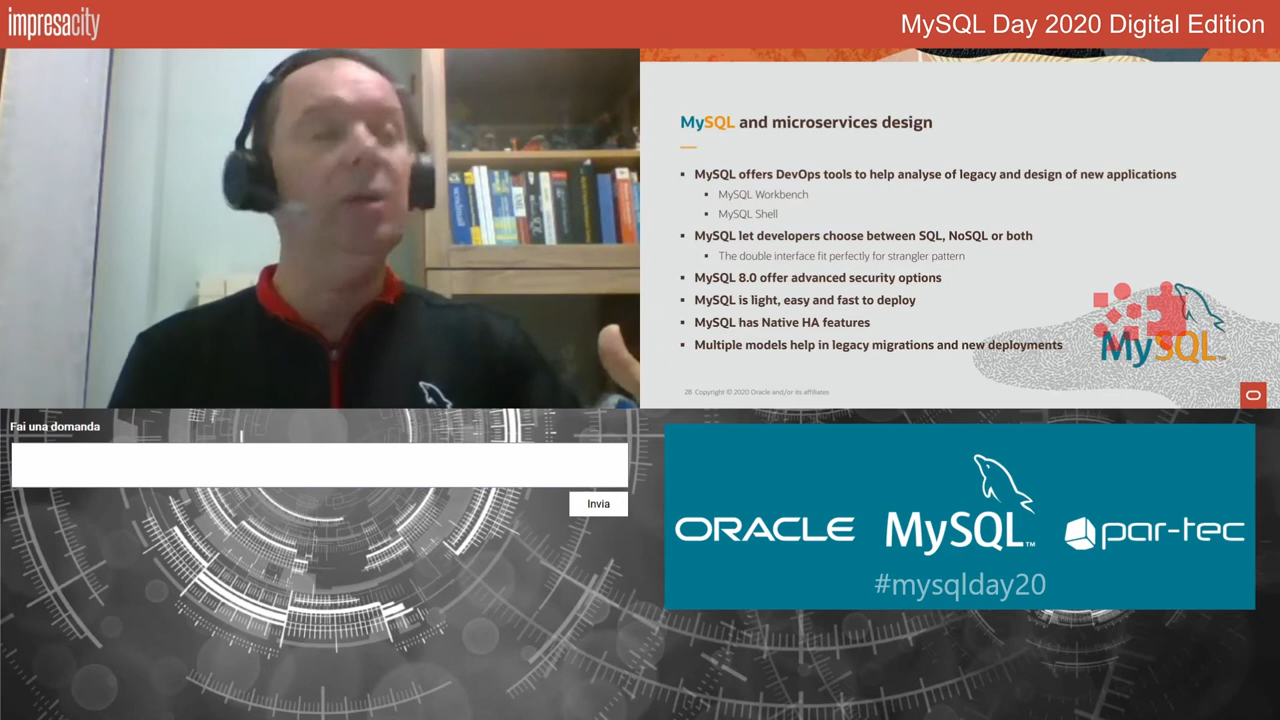 impresacity
MySQL Day 2020 Digital Edition
MySQL and microservices design
▪ MySQL offers DevOps tools to help analyse of legacy and design of new applications
▪ MySQL Workbench
▪ MySQL Shell
▪ MySQL let developers choose between SQL, NoSQL or both
▪ The double interface fit perfectly for strangler pattern
▪ MySQL 8.0 offer advanced security options
▪ MySQL is light, easy and fast to deploy
▪ MySQL has Native HA features
▪ Multiple models help in legacy migrations and new deployments
MySQL™
28 Copyright © 2020 Oracle and/or its affiliates
Fai una domanda
Invia
ORACLE
MySQL™
par-tec
#mysqlday20